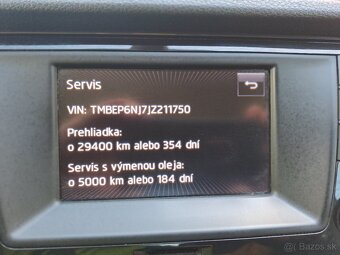 Servis
VIN: TMBEP6NJ7JZ211750
Prehliadka:
o 29400 km alebo 354 dní
Servis s výmenou oleja:
o 5000 km alebo 184 dní
© Bazos.sk